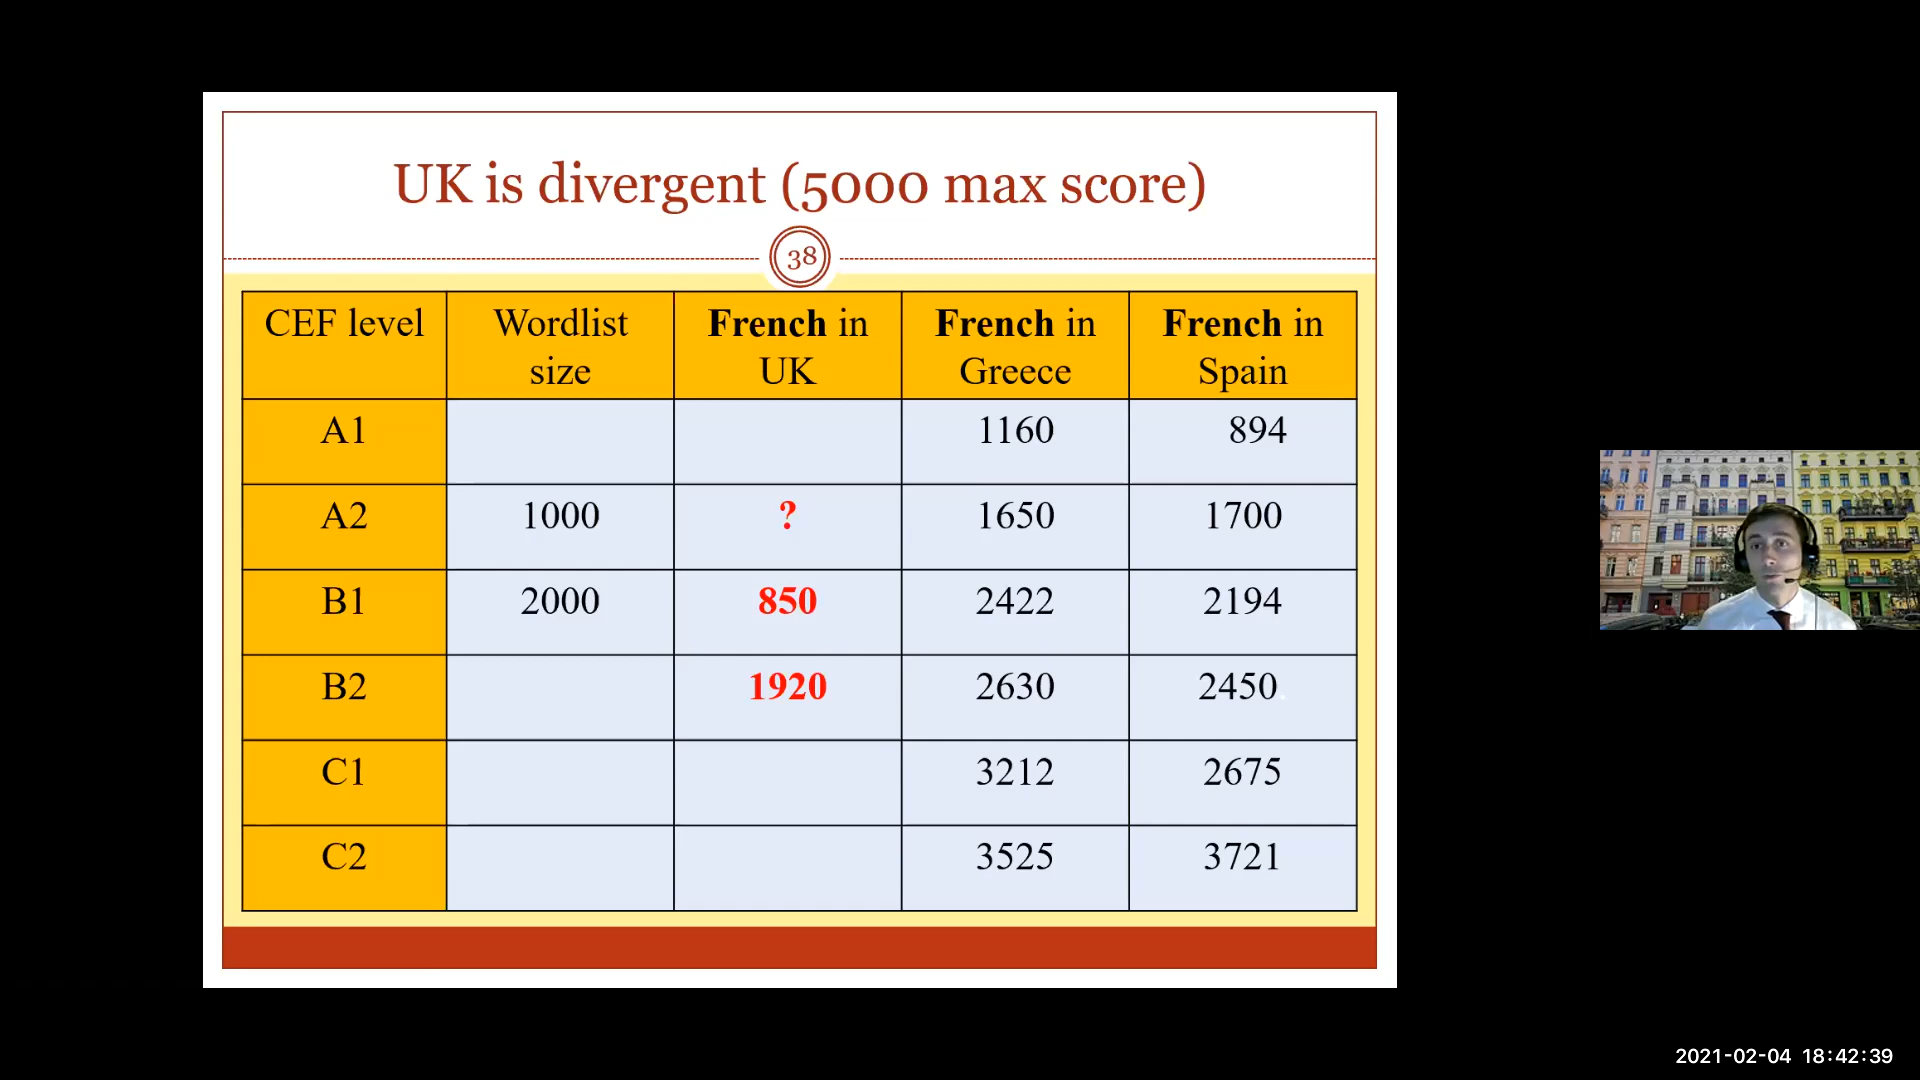 UK is divergent (5000 max score)
38
CEF level Wordlist size French in UK French in Greece French in Spain
A1 1160 894
A2 1000 ? 1650 1700
B1 2000 850 2422 2194
B2 1920 2630 2450
C1 3212 2675
C2 3525 3721
2021-02-04 18:42:39